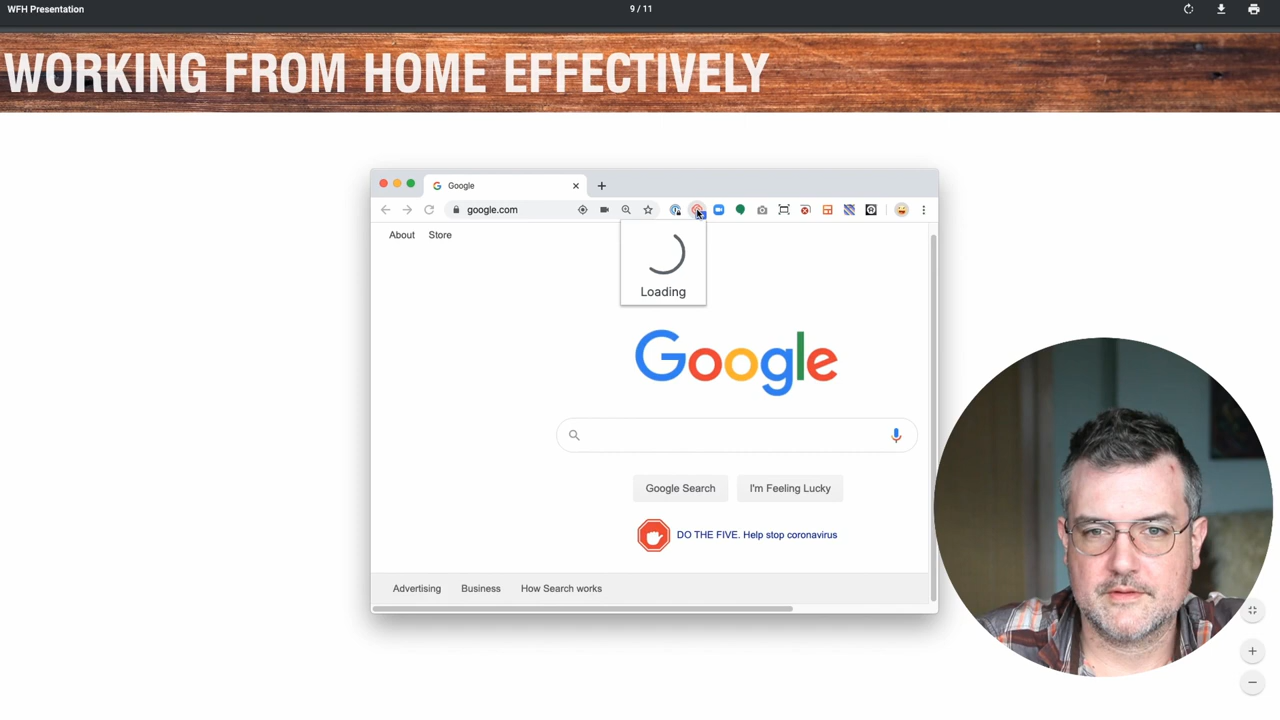 WFH Presentation
9 / 11
WORKING FROM HOME EFFECTIVELY
Google
google.com
About
Store
Loading
Google
Google Search
I'm Feeling Lucky
DO THE FIVE. Help stop coronavirus
Advertising
Business
How Search works